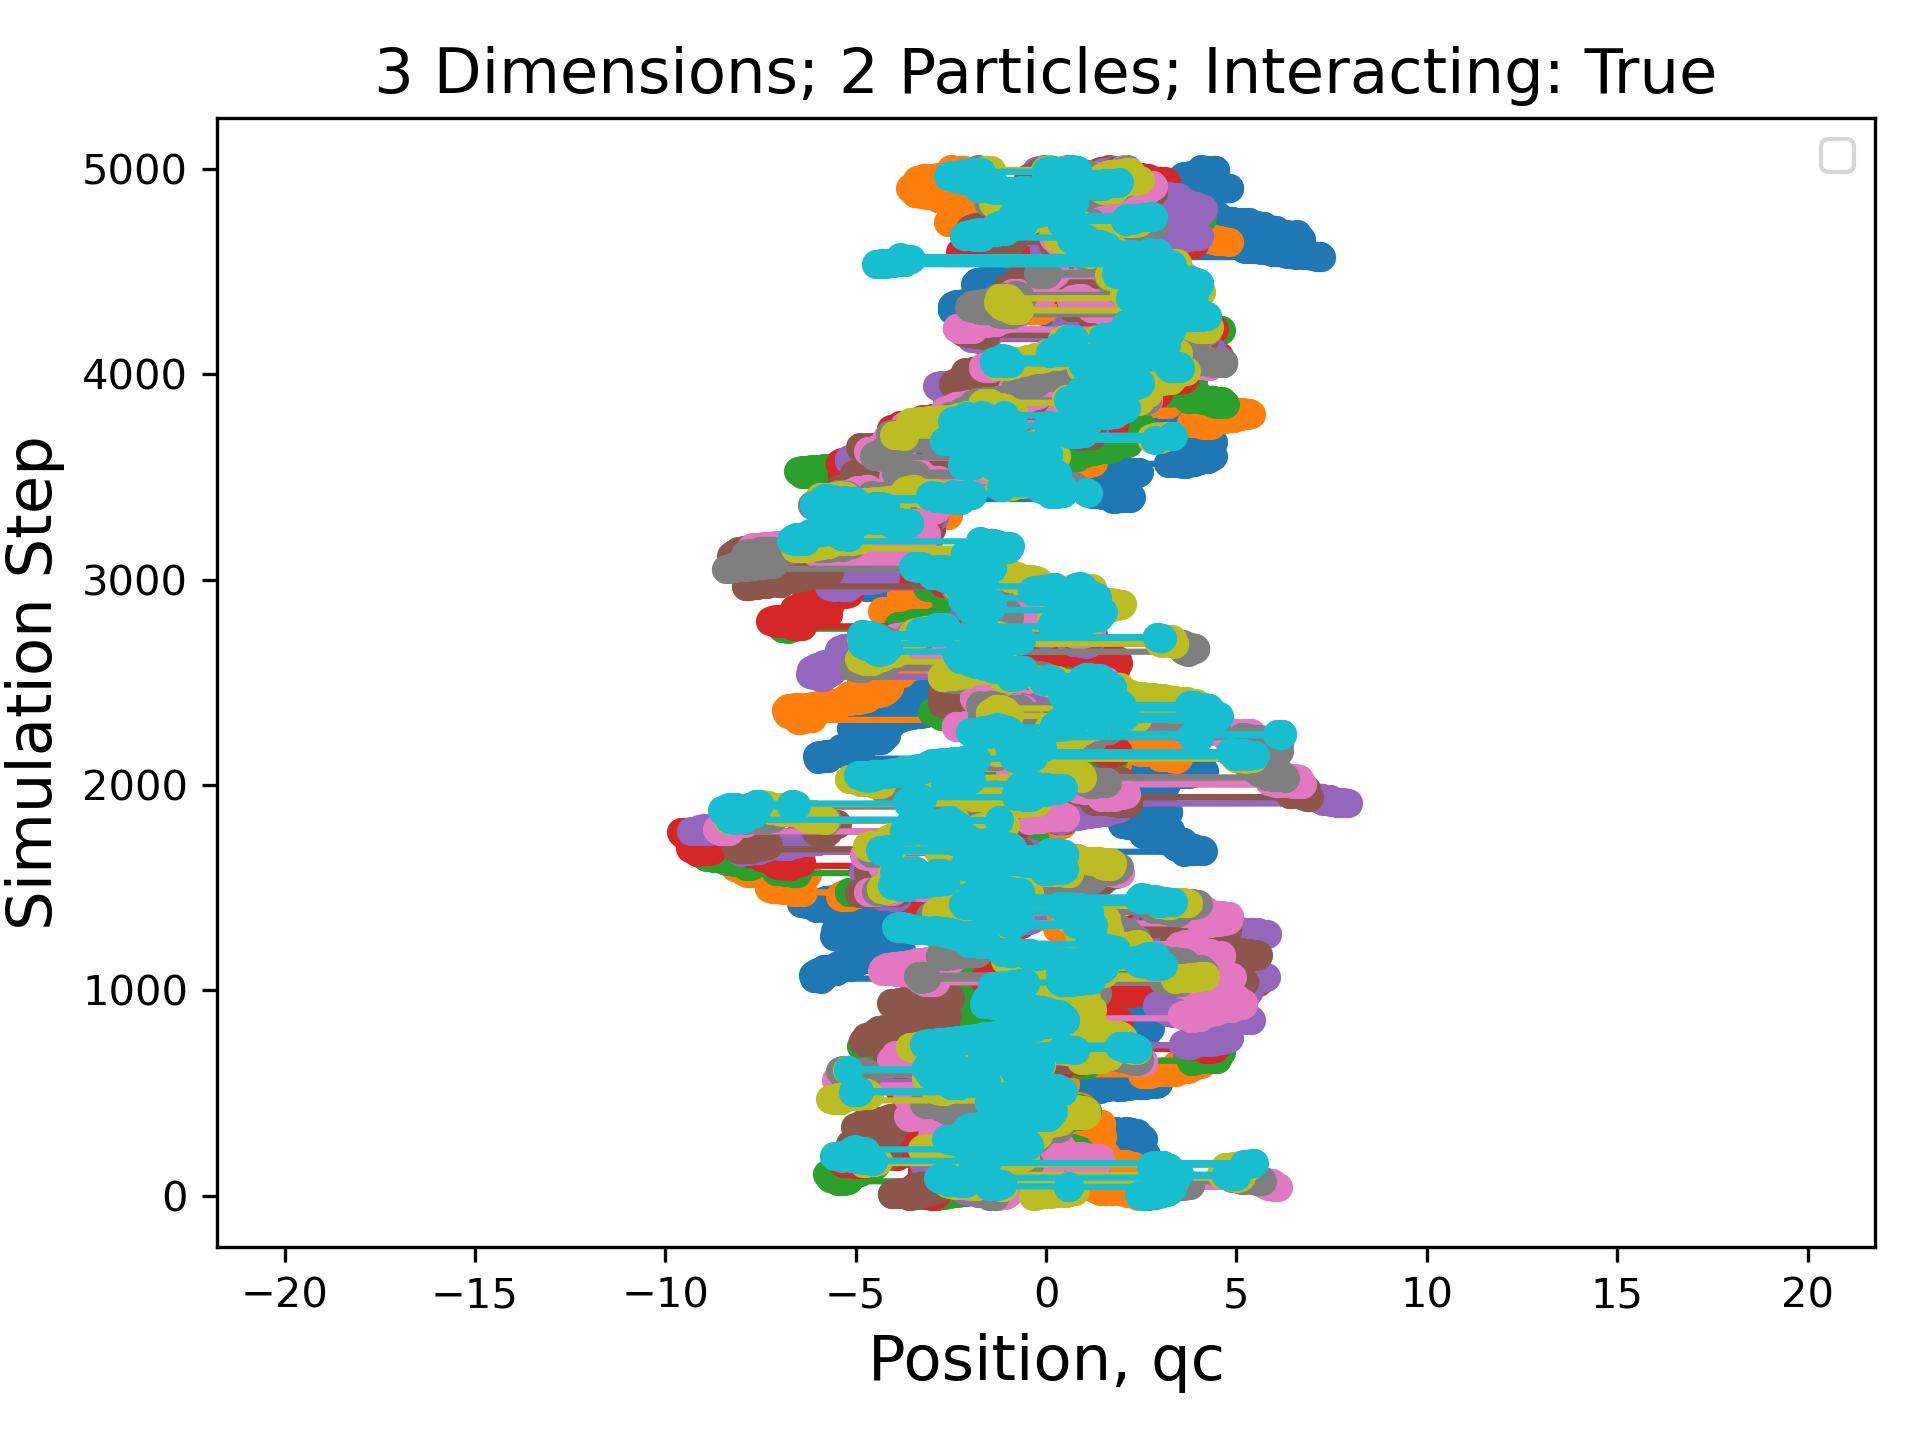 3 Dimensions; 2 Particles; Interacting: True
Simulation Step
5000
4000
3000
2000
1000
0
−20 −15 −10 −5 0 5 10 15 20
Position, qc